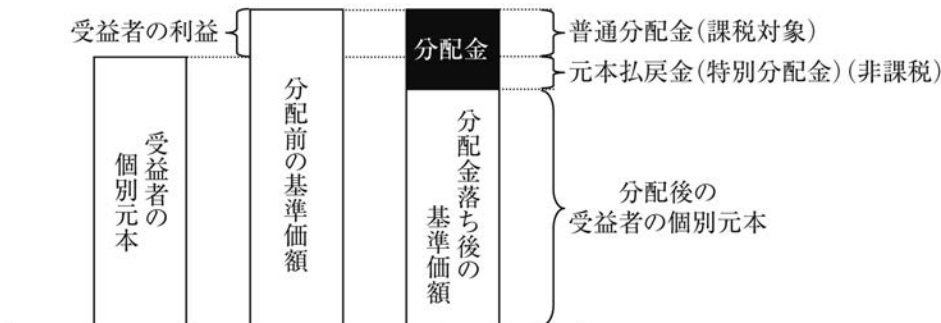 受益者の利益
分配金
普通分配金(課税対象)
元本払戻金(特別分配金)(非課税)
受益者の
個別元本
分配前の基準価額
分配金落ち後の
基準価額
分配後の
受益者の個別元本